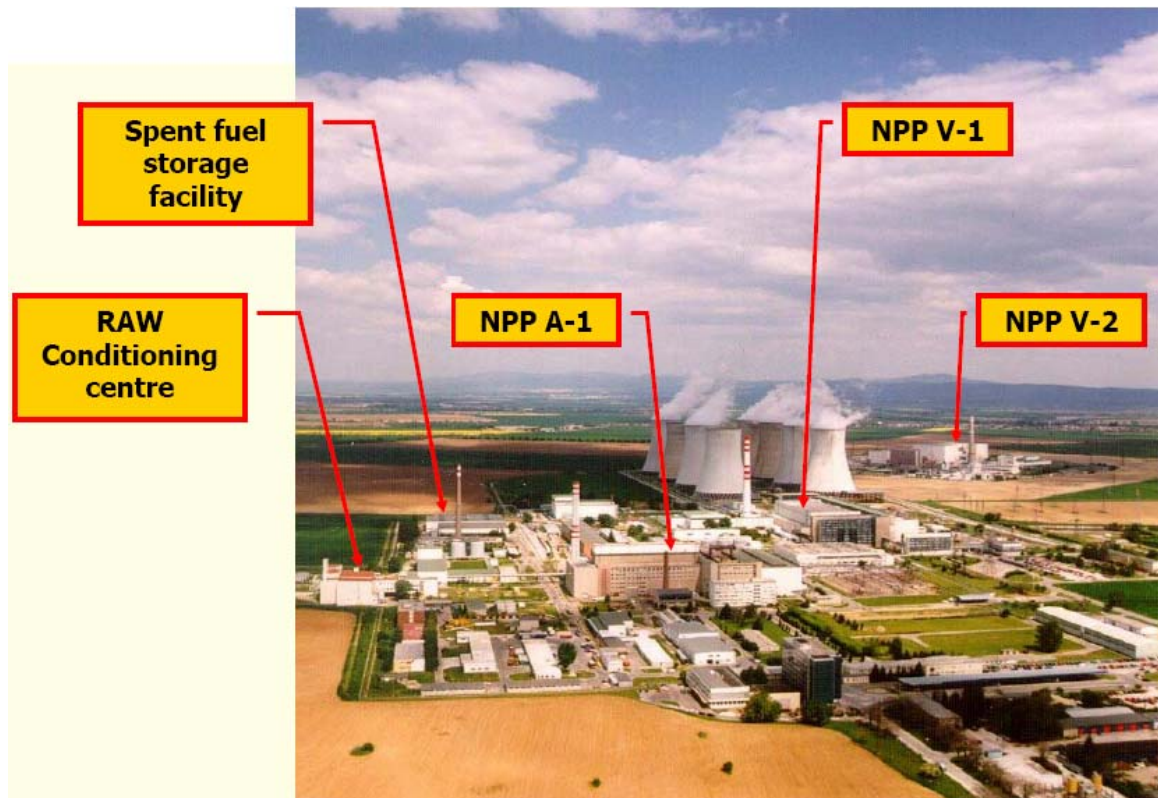 Spent fuel
storage
facility
NPP V-1
RAW
Conditioning
centre
NPP A-1
NPP V-2